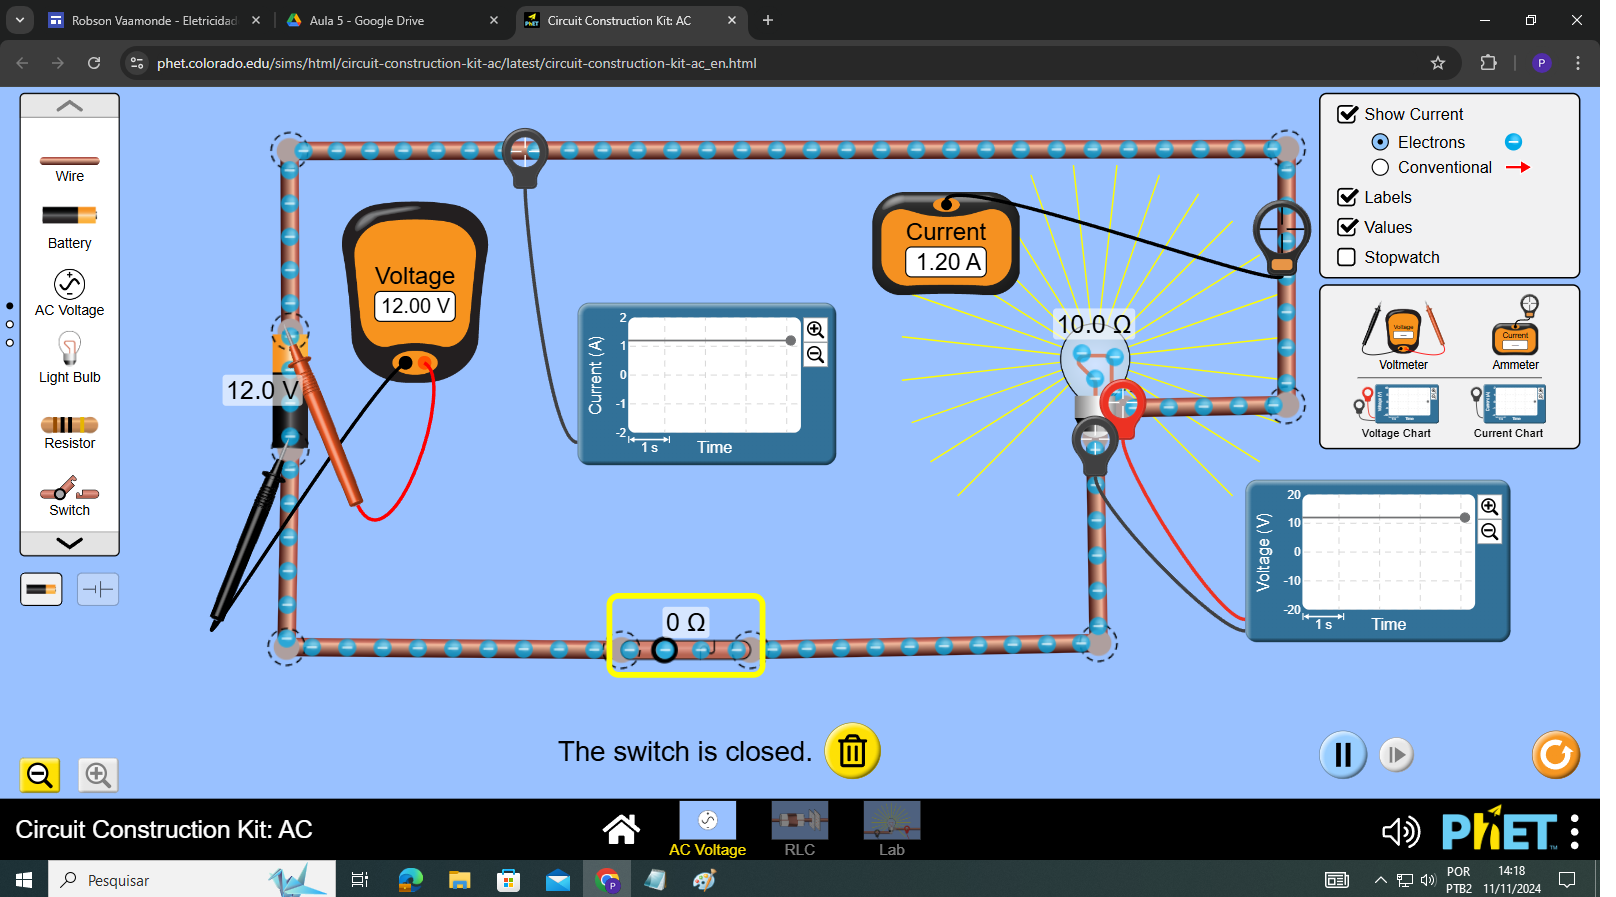 Robson Vaamonde - Eletricidad
Aula 5 - Google Drive
Circuit Construction Kit: AC
phet.colorado.edu/sims/html/circuit-construction-kit-ac/latest/circuit-construction-kit-ac_en.html
P
Wire
Battery
AC Voltage
Light Bulb
Resistor
Switch
Voltage
12.00 V
12.0 V
Current
1.20 A
10.0 Ω
0 Ω
Current (A)
2
1
0
-1
-2
1 s
Time
Voltage (V)
20
10
0
-10
-20
1 s
Time
Show Current
Electrons
Conventional
Labels
Values
Stopwatch
Voltage
Current
Voltmeter
Ammeter
Voltage Chart
Current Chart
The switch is closed.
Circuit Construction Kit: AC
AC Voltage
RLC
Lab
PhET
Pesquisar
P
POR
PTB2
14:18
11/11/2024